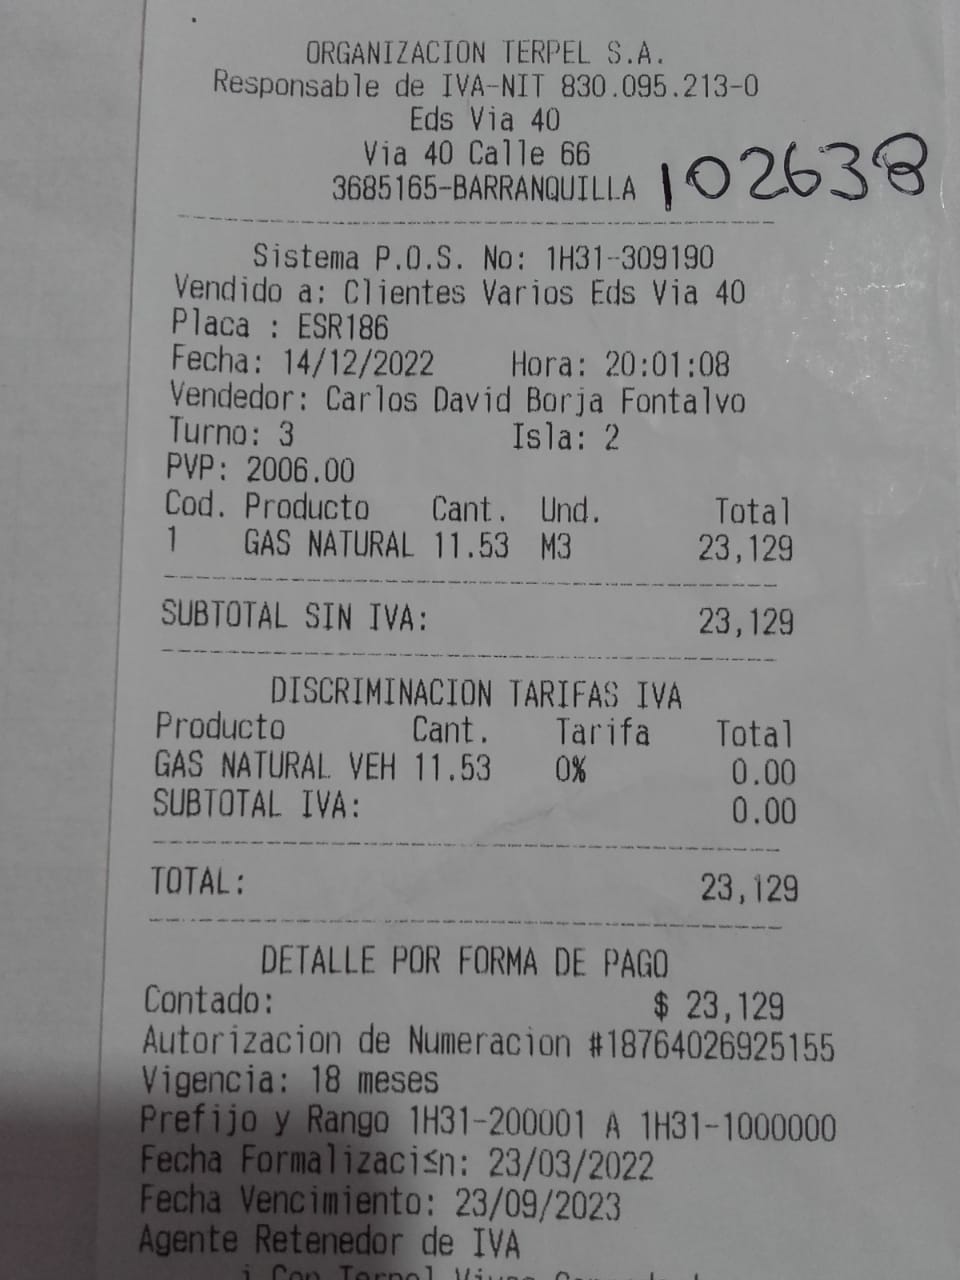 ORGANIZACION TERPEL S.A.
Responsable de IVA-NIT 830.095.213-0
Eds Via 40
Via 40 Calle 66
3685165-BARRANQUILLA 102638
Sistema P.O.S. No: 1H31-309190
Vendido a: Clientes Varios Eds Via 40
Placa : ESR186
Fecha: 14/12/2022 Hora: 20:01:08
Vendedor: Carlos David Borja Fontalvo
Turno: 3 Isla: 2
PVP: 2006.00
Cod. Producto Cant. Und. Total
1 GAS NATURAL 11.53 M3 23,129
SUBTOTAL SIN IVA: 23,129
DISCRIMINACION TARIFAS IVA
Producto Cant. Tarifa Total
GAS NATURAL VEH 11.53 0% 0.00
SUBTOTAL IVA: 0.00
TOTAL: 23,129
DETALLE POR FORMA DE PAGO
Contado: $ 23,129
Autorizacion de Numeracion #18764026925155
Vigencia: 18 meses
Prefijo y Rango 1H31-200001 A 1H31-1000000
Fecha Formalizaci≤n: 23/03/2022
Fecha Vencimiento: 23/09/2023
Agente Retenedor de IVA
¡ Con Terpel